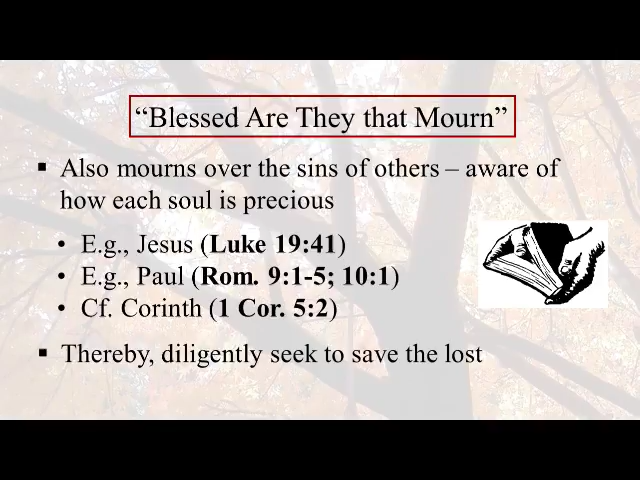 “Blessed Are They that Mourn”
▪ Also mourns over the sins of others – aware of
how each soul is precious
• E.g., Jesus (Luke 19:41)
• E.g., Paul (Rom. 9:1-5; 10:1)
• Cf. Corinth (1 Cor. 5:2)
▪ Thereby, diligently seek to save the lost